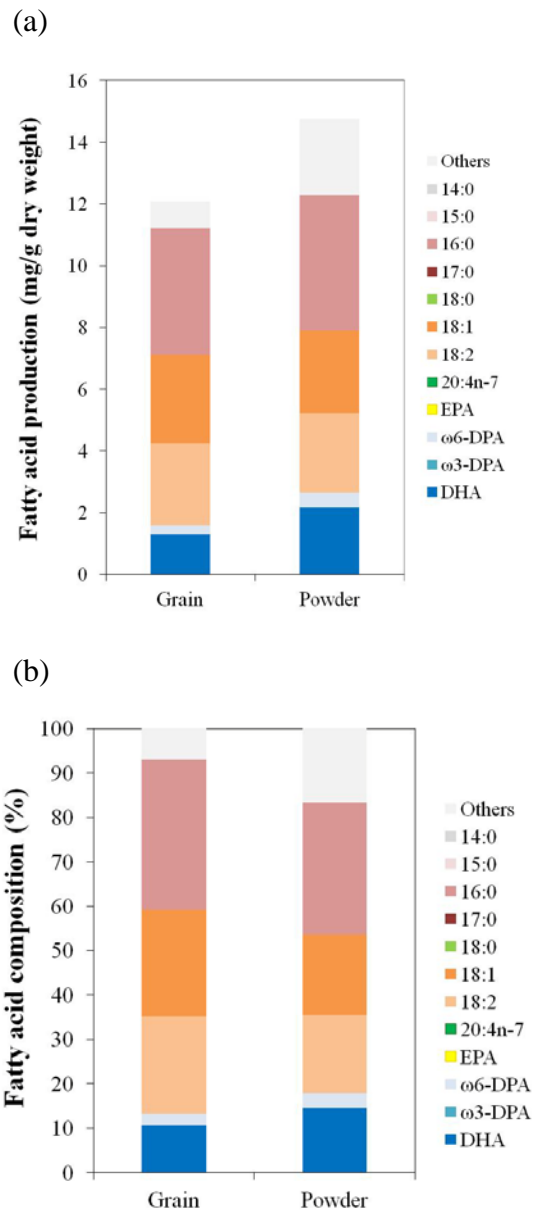 (a)
Fatty acid production (mg/g dry weight)
16
14
12
10
8
6
4
2
0
Grain
Powder
Others
14:0
15:0
16:0
17:0
18:0
18:1
18:2
20:4n-7
EPA
ω6-DPA
ω3-DPA
DHA
(b)
Fatty acid composition (%)
100
90
80
70
60
50
40
30
20
10
0
Grain
Powder
Others
14:0
15:0
16:0
17:0
18:0
18:1
18:2
20:4n-7
EPA
ω6-DPA
ω3-DPA
DHA